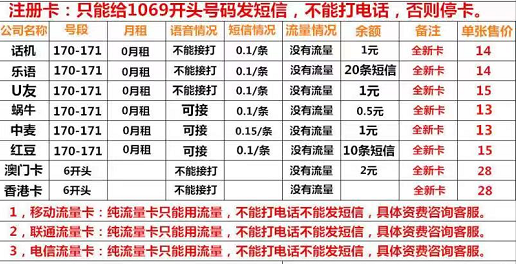 注册卡：只能给1069开头号码发短信，不能打电话，否则停卡。
公司名称 号段 月租 语音情况 短信情况 流量情况 余额 备注 单张售价
话机 170-171 0月租 不能接打 0.1/条 没有流量 1元 全新卡 14
乐语 170-171 0月租 不能接打 0.1/条 没有流量 20条短信 全新卡 14
U友 170-171 0月租 不能接打 0.1/条 没有流量 1元 全新卡 15
蜗牛 170-171 0月租 可接 0.1/条 没有流量 0.5元 全新卡 13
中麦 170-171 0月租 可接 0.15/条 没有流量 1元 全新卡 13
红豆 170-171 0月租 可接 0.1/条 没有流量 10条短信 全新卡 15
澳门卡 6开头 不能接打 没有流量 2元 全新卡 28
香港卡 6开头 不能接打 没有流量 全新卡 28
1，移动流量卡：纯流量卡只能用流量，不能打电话不能发短信，具体资费咨询客服。
2，联通流量卡：纯流量卡只能用流量，不能打电话不能发短信，具体资费咨询客服。
3，电信流量卡：纯流量卡只能用流量，不能打电话不能发短信，具体资费咨询客服。